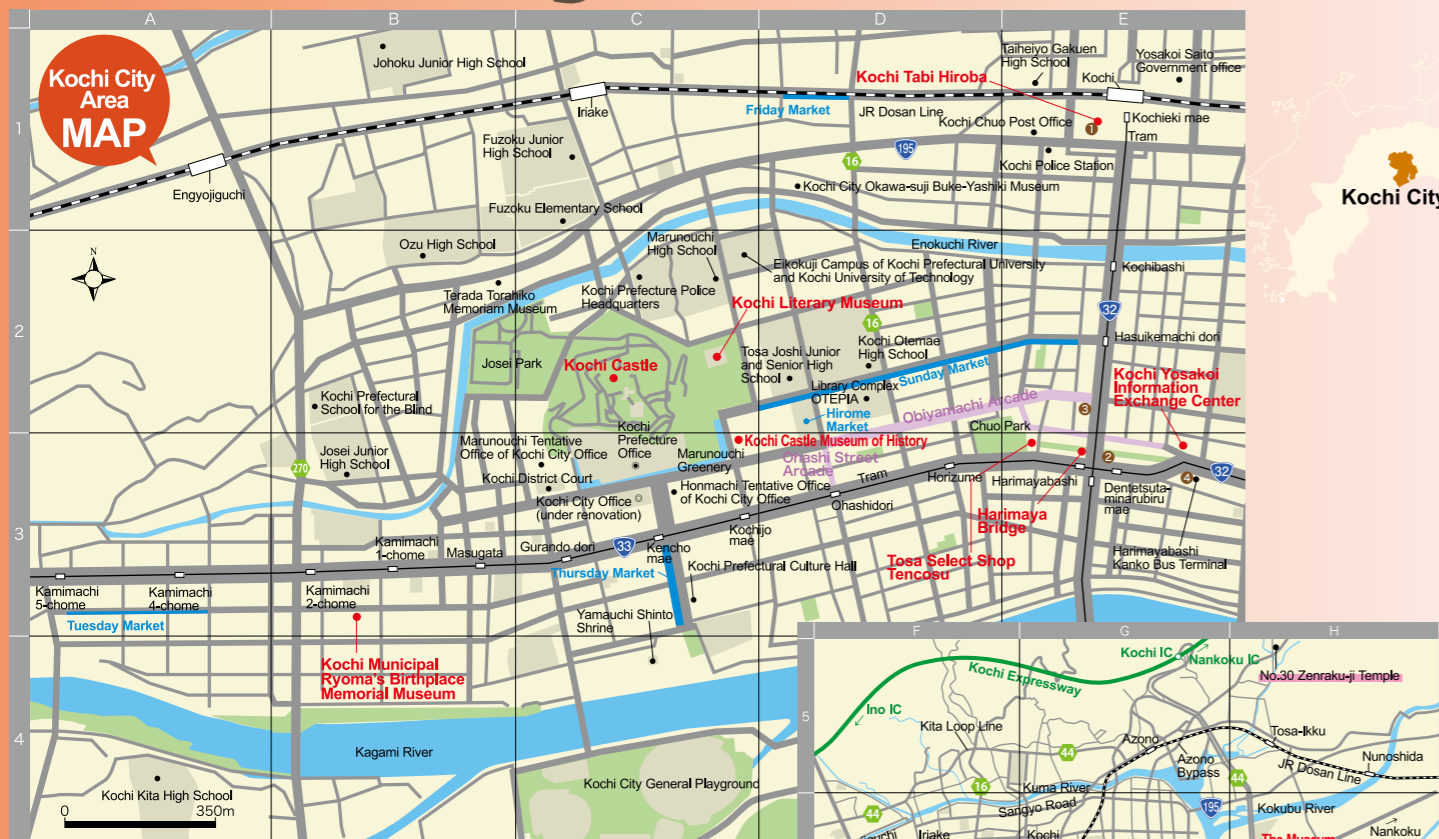 A
B
C
D
E
1
2
3
4
Kochi City
Area
MAP
Johoku Junior High School
Iriake
Engyojiguchi
Fuzoku Junior
High School
Fuzoku Elementary School
Friday Market
JR Dosan Line
Kochi Tabi Hiroba
Taiheiyo Gakuen
High School
Kochi
Yosakoi Saito
Government office
Kochi Chuo Post Office
1
Kochieki mae
Tram
195
16
Kochi Police Station
Kochi City Okawa-suji Buke-Yashiki Museum
Kochi City
N
Ozu High School
Terada Torahiko
Memoriam Museum
Marunouchi
High School
Kochi Prefecture Police
Headquarters
Enokuchi River
Eikokuji Campus of Kochi Prefectural University
and Kochi University of Technology
Kochibashi
Kochi Literary Museum
32
16
Kochi Otemae
High School
Hasuikemachi dori
Josei Park
Kochi Castle
Tosa Joshi Junior
and Senior High
School
Sunday Market
Library Complex
OTEPIA
Hirome
Market
Obiyamachi Arcade
3
Kochi Yosakoi
Information
Exchange Center
Kochi Prefectural
School for the Blind
Kochi
Prefecture
Office
Chuo Park
Josei Junior
High School
270
Marunouchi Tentative
Office of Kochi City Office
Kochi District Court
Marunouchi
Greenery
Kochi Castle Museum of History
Ohashi Street
Arcade
Kochi City Office
(under renovation)
Honmachi Tentative Office
of Kochi City Office
Tram
Horizume
Harimayabashi
2
4
32
Dentetsuta-
minarubiru
mae
Ohashidori
Kochijo
mae
Kencho
mae
33
Gurando dori
Masugata
Kamimachi
1-chome
Harimaya
Bridge
Tosa Select Shop
Tencosu
Harimayabashi
Kanko Bus Terminal
Thursday Market
Kochi Prefectural Culture Hall
Kamimachi
5-chome
Kamimachi
4-chome
Kamimachi
2-chome
Tuesday Market
Yamauchi Shinto
Shrine
Kochi Municipal
Ryoma's Birthplace
Memorial Museum
Kagami River
Kochi City General Playground
Kochi Kita High School
0 350m
F
G
H
5
Kochi IC
Nankoku IC
Kochi Expressway
No.30 Zenraku-ji Temple
Ino IC
Kita Loop Line
44
Azono
Azono
Bypass
Tosa-Ikku
Nunoshida
JR Dosan Line
44
16
Kuma River
Sangyo Road
195
Kokubu River
44
Iriake
Kochi
The Museum
Nankoku